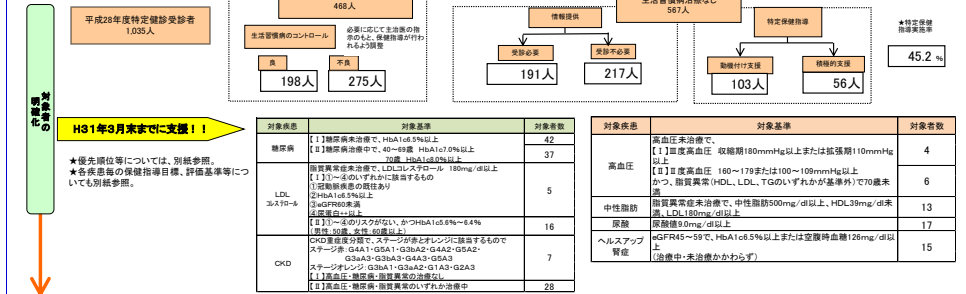 平成28年度特定健診受診者
1,035人
468人
生活習慣病のコントロール
必要に応じて主治医の指
示のもと、保健指導が行わ
れるよう調整
良
不良
198人
275人
生活習慣病治療なし
567人
情報提供
受診必要
受診不必要
191人
217人
特定保健指導
動機付け支援
積極的支援
103人
56人
★特定保健
指導実施率
45.2 %
対象者の
明確化
H31年3月末までに支援！！
★優先順位等については、別紙参照。
★各疾患毎の保健指導目標、評価基準等につ
いても別紙参照。
対象疾患
対象基準
対象者数
糖尿病
【Ⅰ】糖尿病未治療で、HbA1c6.5%以上
42
【Ⅱ】糖尿病治療中で、40～69歳 HbA1c7.0%以上
70歳 HbA1c8.0%以上
37
LDL
コレステロール
脂質異常症未治療で、LDLコレステロール 180mg/dl以上
【Ⅰ】①～④のいずれかに該当するもの
①冠動脈疾患の既往あり
②HbA1c6.5%以上
③eGFR60未満
④尿蛋白++以上
5
【Ⅱ】①～④のリスクがない、かつHbA1c5.6%～6.4%
(男性:50歳、女性:60歳以上)
16
CKD
CKD重症度分類で、ステージが赤とオレンジに該当するもので
ステージ赤:G4A1・G5A1・G3bA2・G4A2・G5A2・
G3aA3・G3bA3・G4A3・G5A3
ステージオレンジ:G3bA1・G3aA2・G1A3・G2A3
【Ⅰ】高血圧・糖尿病・脂質異常の治療なし
7
【Ⅱ】高血圧・糖尿病・脂質異常のいずれか治療中
28
対象疾患
対象基準
対象者数
高血圧
高血圧未治療で、
【Ⅰ】Ⅲ度高血圧 収縮期180mmHg以上または拡張期110mmHg
以上
4
【Ⅱ】Ⅱ度高血圧 160～179または100～109mmHg以上
かつ、脂質異常(HDL、LDL、TGのいずれかが基準外)で70歳未
満
6
中性脂肪
脂質異常症未治療で、中性脂肪500mg/dl以上、HDL39mg/dl未
満、LDL180mg/dl以上
13
尿酸
尿酸値9.0mg/dl以上
17
ヘルスアップ
腎症
eGFR45～59で、HbA1c6.5%以上または空腹時血糖126mg/dl以
上
(治療中・未治療かかわらず)
15